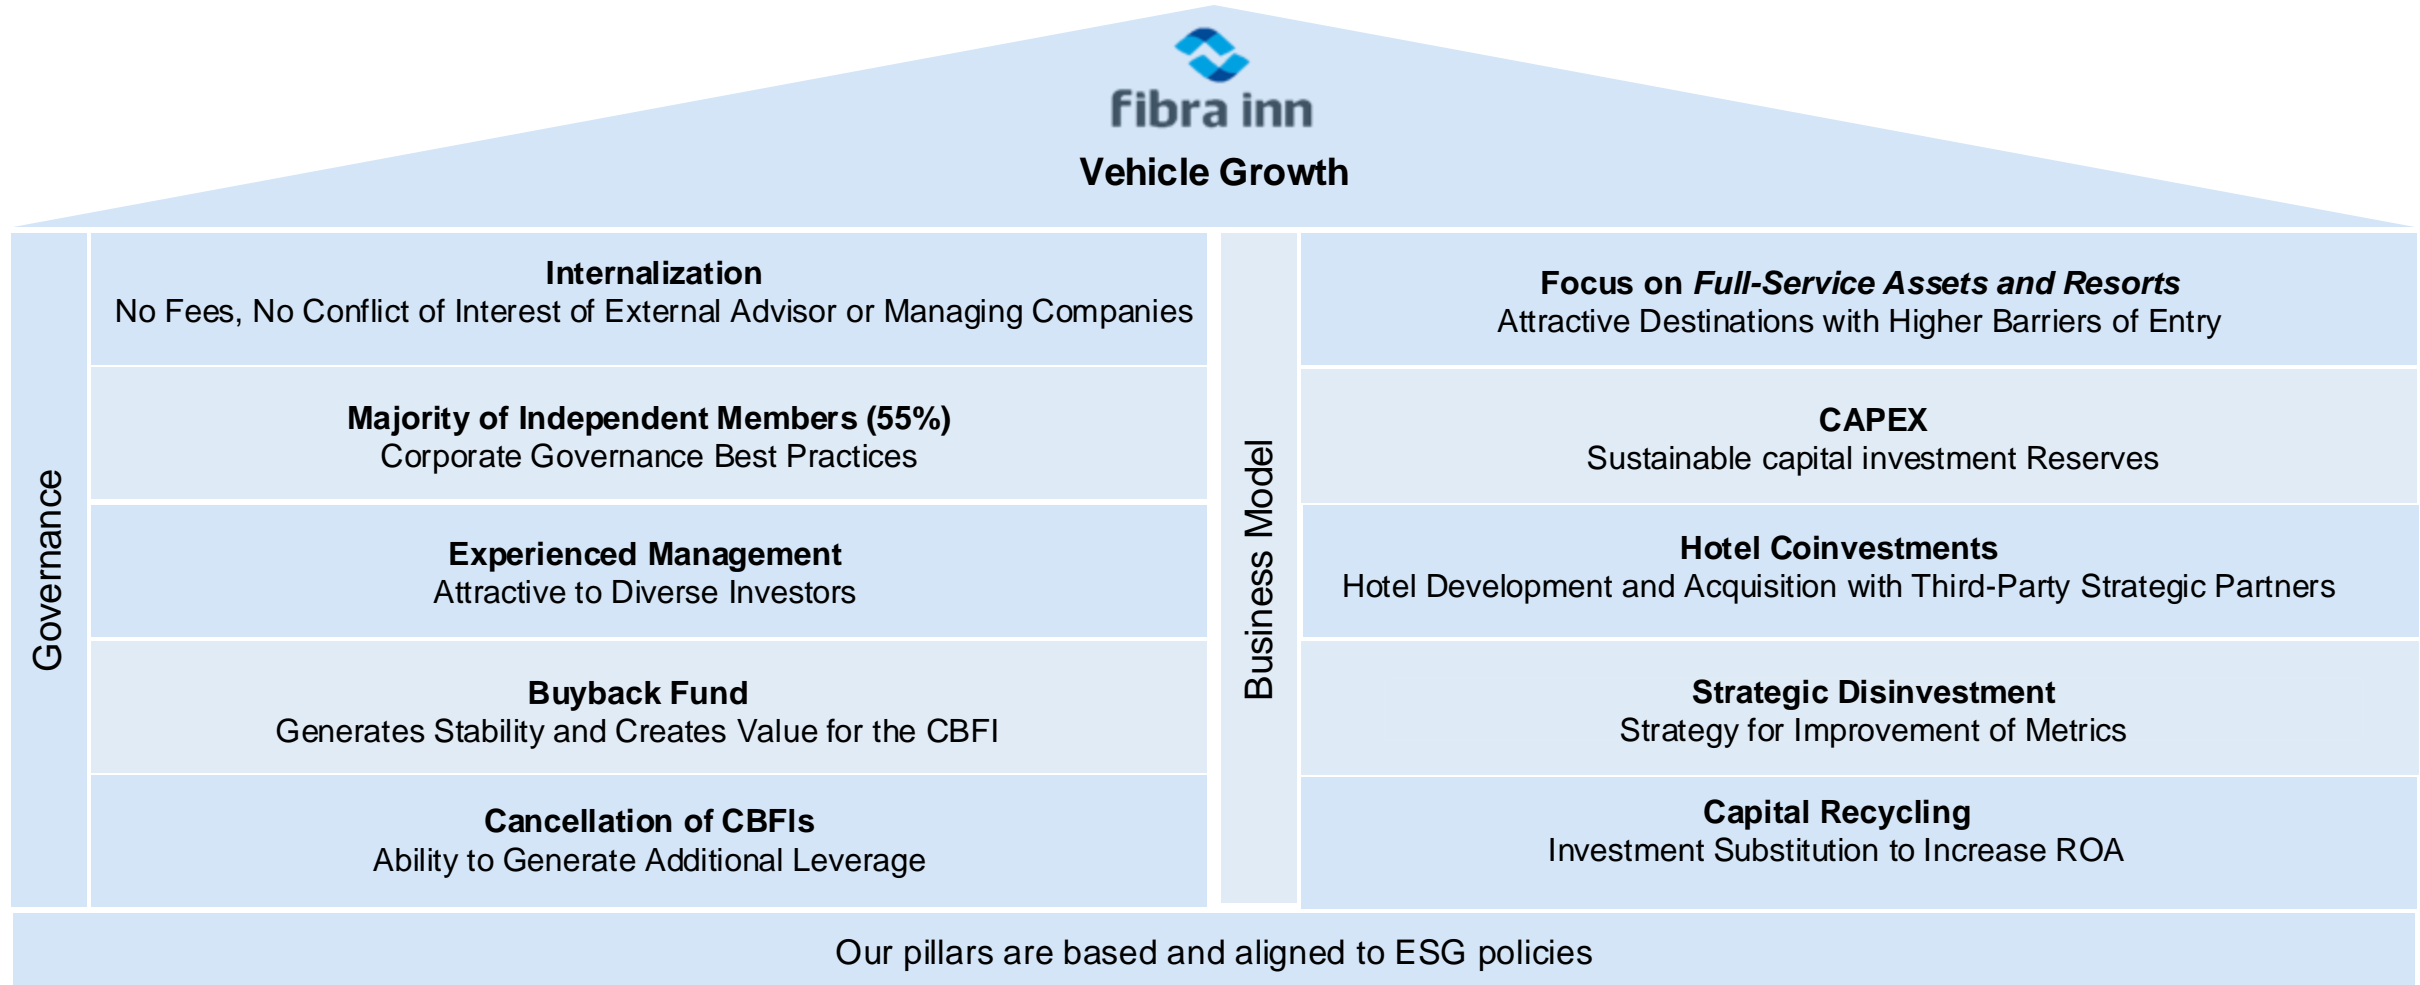 fibra inn
Vehicle Growth
Governance
Internalization
No Fees, No Conflict of Interest of External Advisor or Managing Companies
Majority of Independent Members (55%)
Corporate Governance Best Practices
Experienced Management
Attractive to Diverse Investors
Buyback Fund
Generates Stability and Creates Value for the CBFI
Cancellation of CBFIs
Ability to Generate Additional Leverage
Business Model
Focus on Full-Service Assets and Resorts
Attractive Destinations with Higher Barriers of Entry
CAPEX
Sustainable capital investment Reserves
Hotel Coinvestments
Hotel Development and Acquisition with Third-Party Strategic Partners
Strategic Disinvestment
Strategy for Improvement of Metrics
Capital Recycling
Investment Substitution to Increase ROA
Our pillars are based and aligned to ESG policies